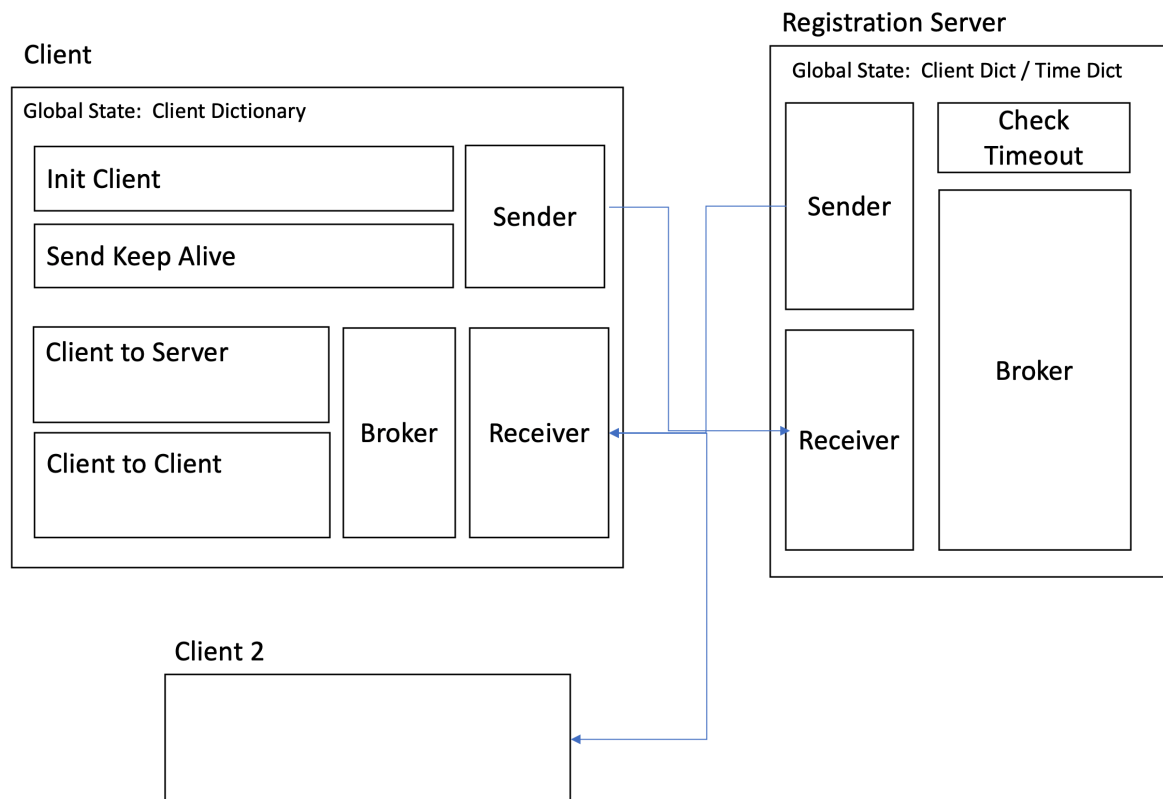 Registration Server
Client
Global State:  Client Dict / Time Dict
Global State:  Client Dictionary
Check
Timeout
Init Client
Sender
Sender
Send Keep Alive
Client to Server
Broker
Broker
Receiver
Receiver
Client to Client
Client 2